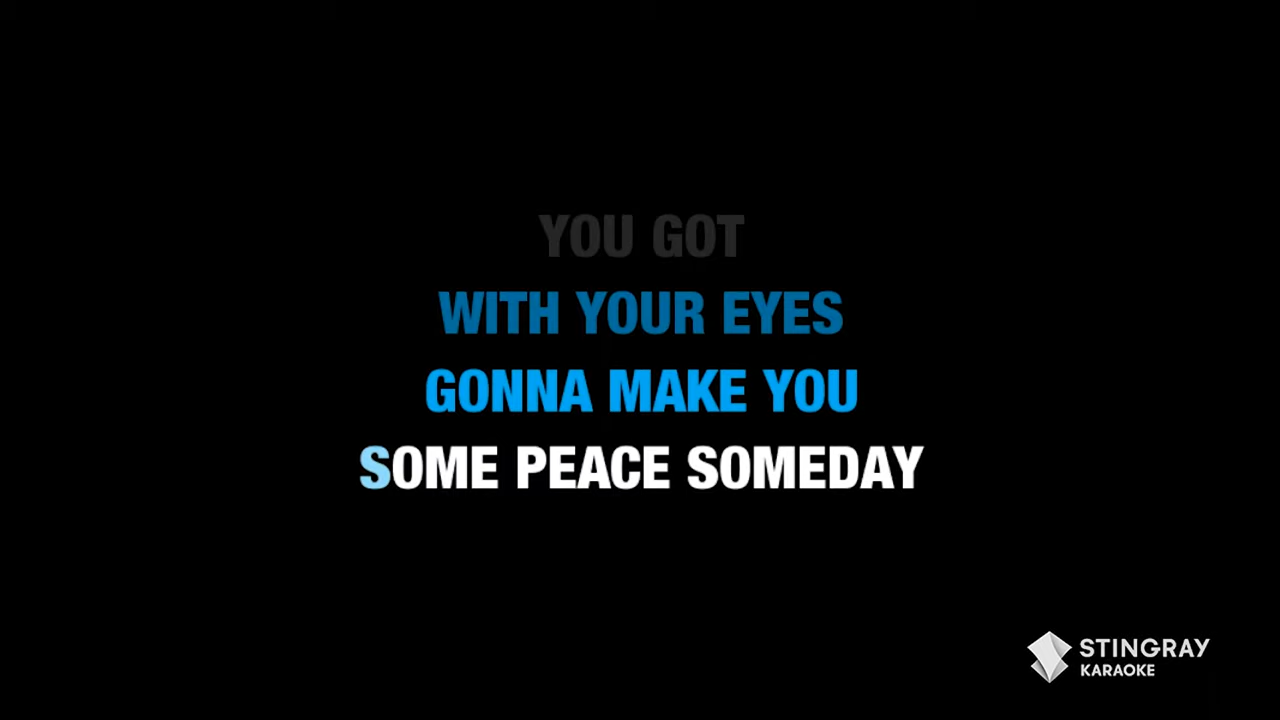 YOU GOT
WITH YOUR EYES
GONNA MAKE YOU
SOME PEACE SOMEDAY
STINGRAY
KARAOKE